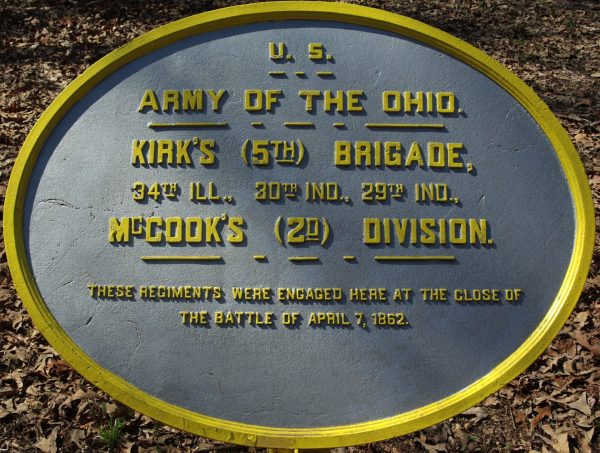 U. S.
ARMY OF THE OHIO.
KIRK'S (5TH) BRIGADE,
34TH ILL., 30TH IND., 29TH IND.,
McCOOK'S (2D) DIVISION.
THESE REGIMENTS WERE ENGAGED HERE AT THE CLOSE OF
THE BATTLE OF APRIL 7, 1862.